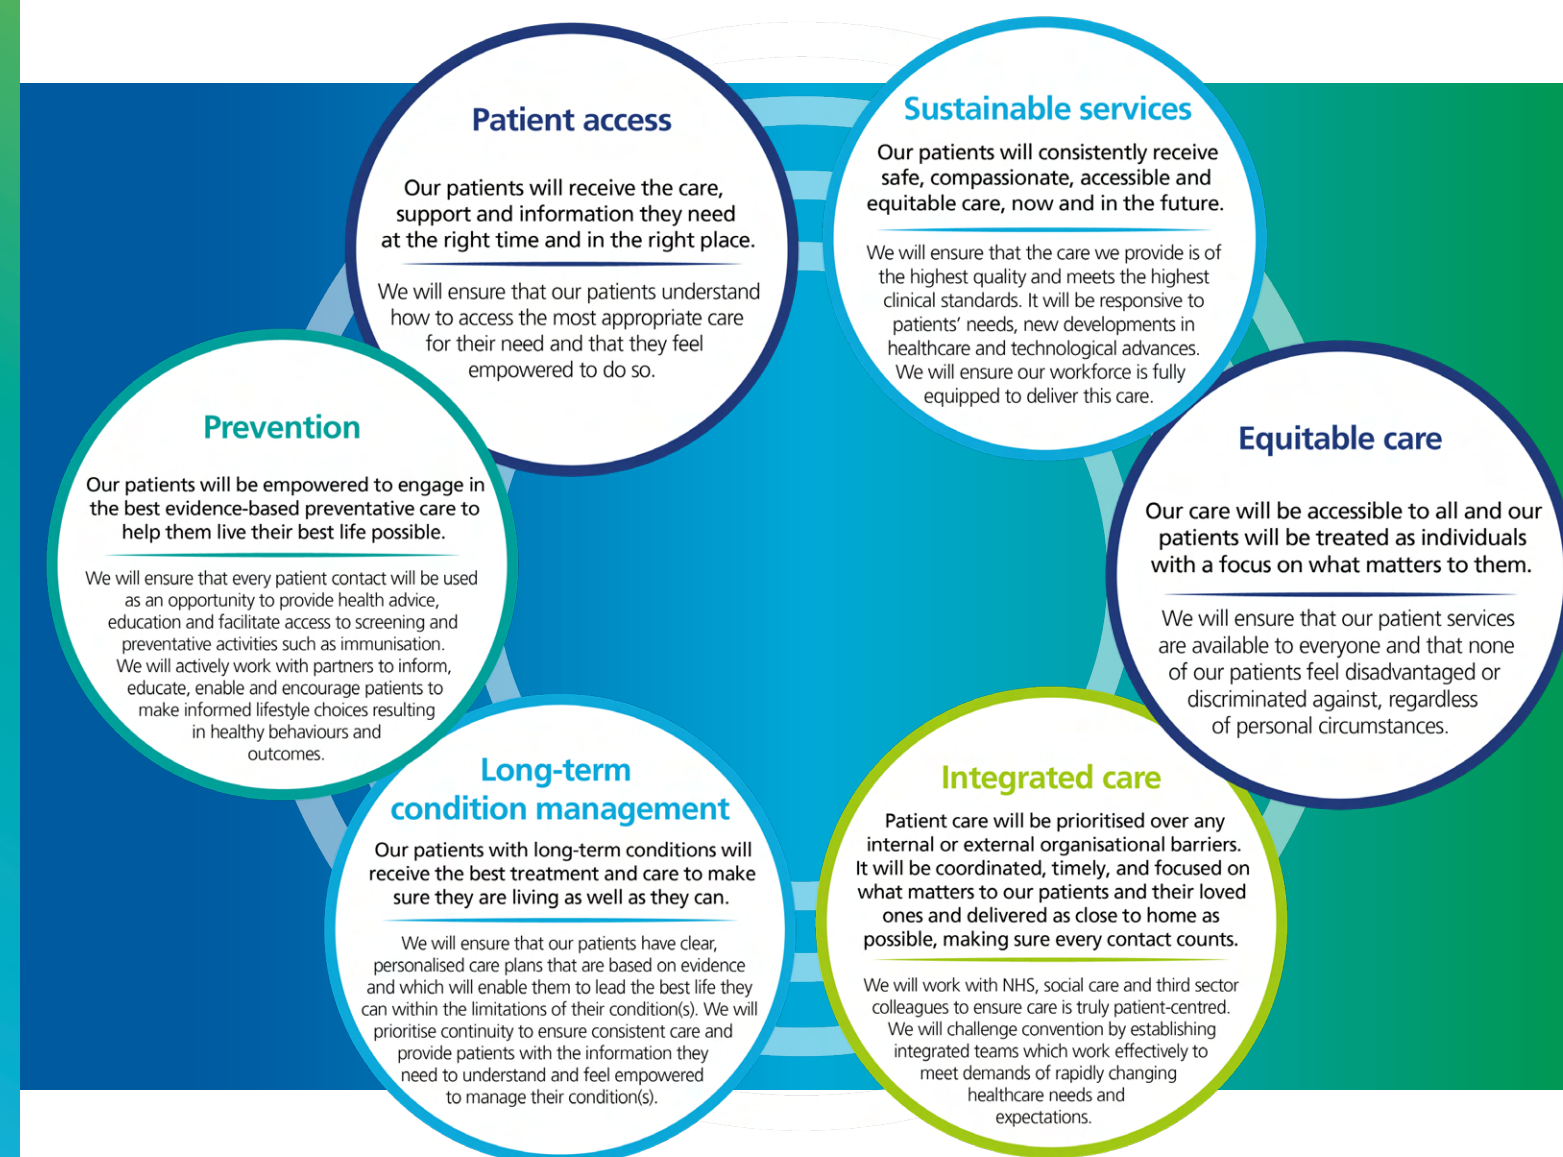 Patient access
Our patients will receive the care,
support and information they need
at the right time and in the right place.
We will ensure that our patients understand
how to access the most appropriate care
for their need and that they feel
empowered to do so.
Sustainable services
Our patients will consistently receive
safe, compassionate, accessible and
equitable care, now and in the future.
We will ensure that the care we provide is of
the highest quality and meets the highest
clinical standards. It will be responsive to
patients’ needs, new developments in
healthcare and technological advances.
We will ensure our workforce is fully
equipped to deliver this care.
Prevention
Our patients will be empowered to engage in
the best evidence-based preventative care to
help them live their best life possible.
We will ensure that every patient contact will be used
as an opportunity to provide health advice,
education and facilitate access to screening and
preventative activities such as immunisation.
We will actively work with partners to inform,
educate, enable and encourage patients to
make informed lifestyle choices resulting
in healthy behaviours and
outcomes.
Equitable care
Our care will be accessible to all and our
patients will be treated as individuals
with a focus on what matters to them.
We will ensure that our patient services
are available to everyone and that none
of our patients feel disadvantaged or
discriminated against, regardless
of personal circumstances.
Long-term
condition management
Our patients with long-term conditions will
receive the best treatment and care to make
sure they are living as well as they can.
We will ensure that our patients have clear,
personalised care plans that are based on evidence
and which will enable them to lead the best life they
can within the limitations of their condition(s). We will
prioritise continuity to ensure consistent care and
provide patients with the information they
need to understand and feel empowered
to manage their condition(s).
Integrated care
Patient care will be prioritised over any
internal or external organisational barriers.
It will be coordinated, timely, and focused on
what matters to our patients and their loved
ones and delivered as close to home as
possible, making sure every contact counts.
We will work with NHS, social care and third sector
colleagues to ensure care is truly patient-centred.
We will challenge convention by establishing
integrated teams which work effectively to
meet demands of rapidly changing
healthcare needs and
expectations.